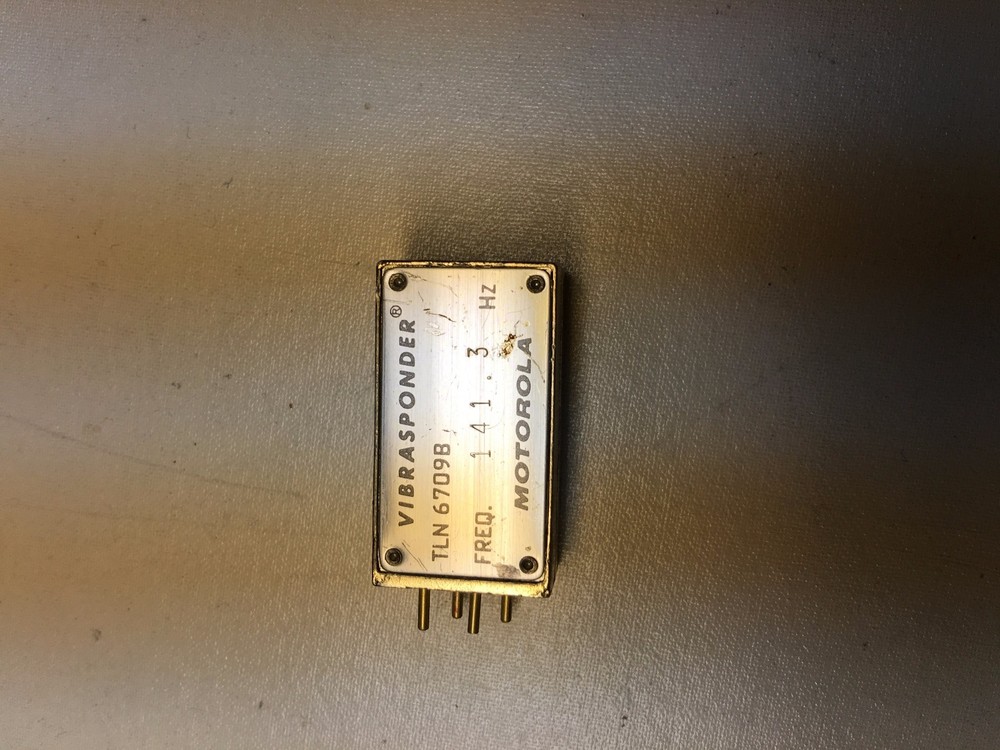 VIBRASPONDER®
TLN 6709B
FREQ. 141.3 HZ
MOTOROLA